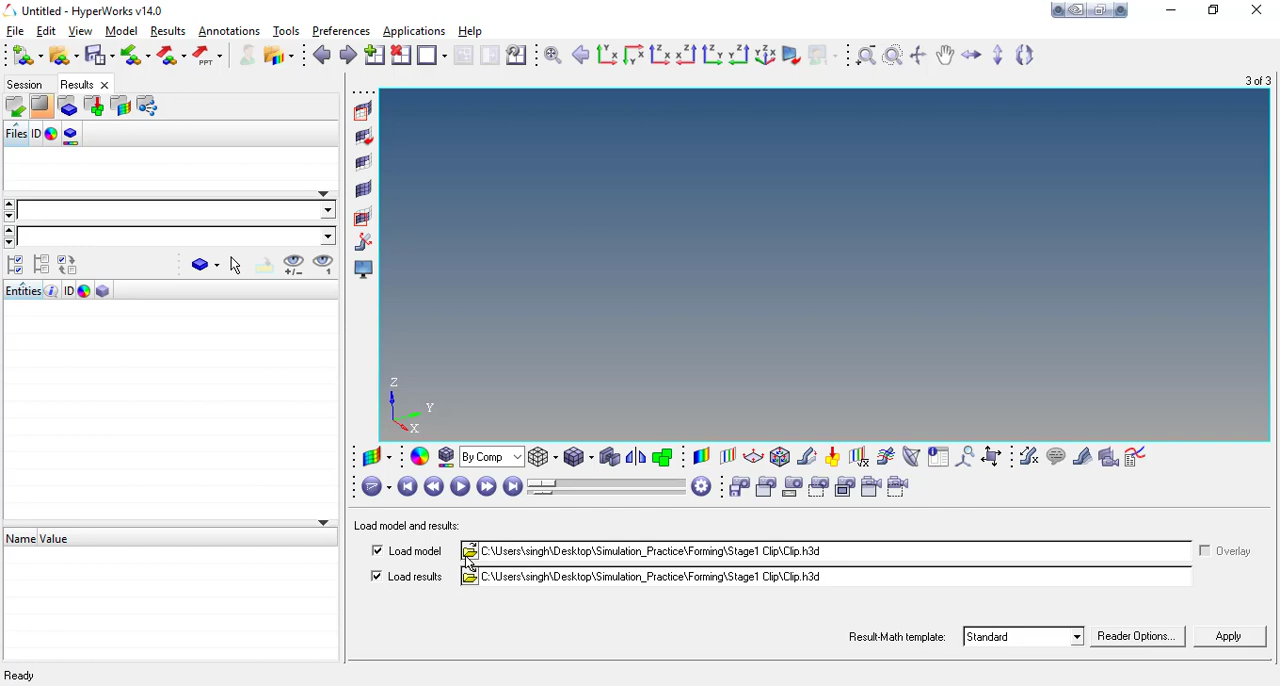 Untitled - HyperWorks v14.0
File Edit View Model Results Annotations Tools Preferences Applications Help
PPT
Session Results
3 of 3
Files ID
Entities ID
Z
Y
X
By Comp
Name Value
Load model and results:
Load model C:\Users\singh\Desktop\Simulation_Practice\Forming\Stage1 Clip\Clip.h3d Overlay
Load results C:\Users\singh\Desktop\Simulation_Practice\Forming\Stage1 Clip\Clip.h3d
Result-Math template: Standard Reader Options... Apply
Ready